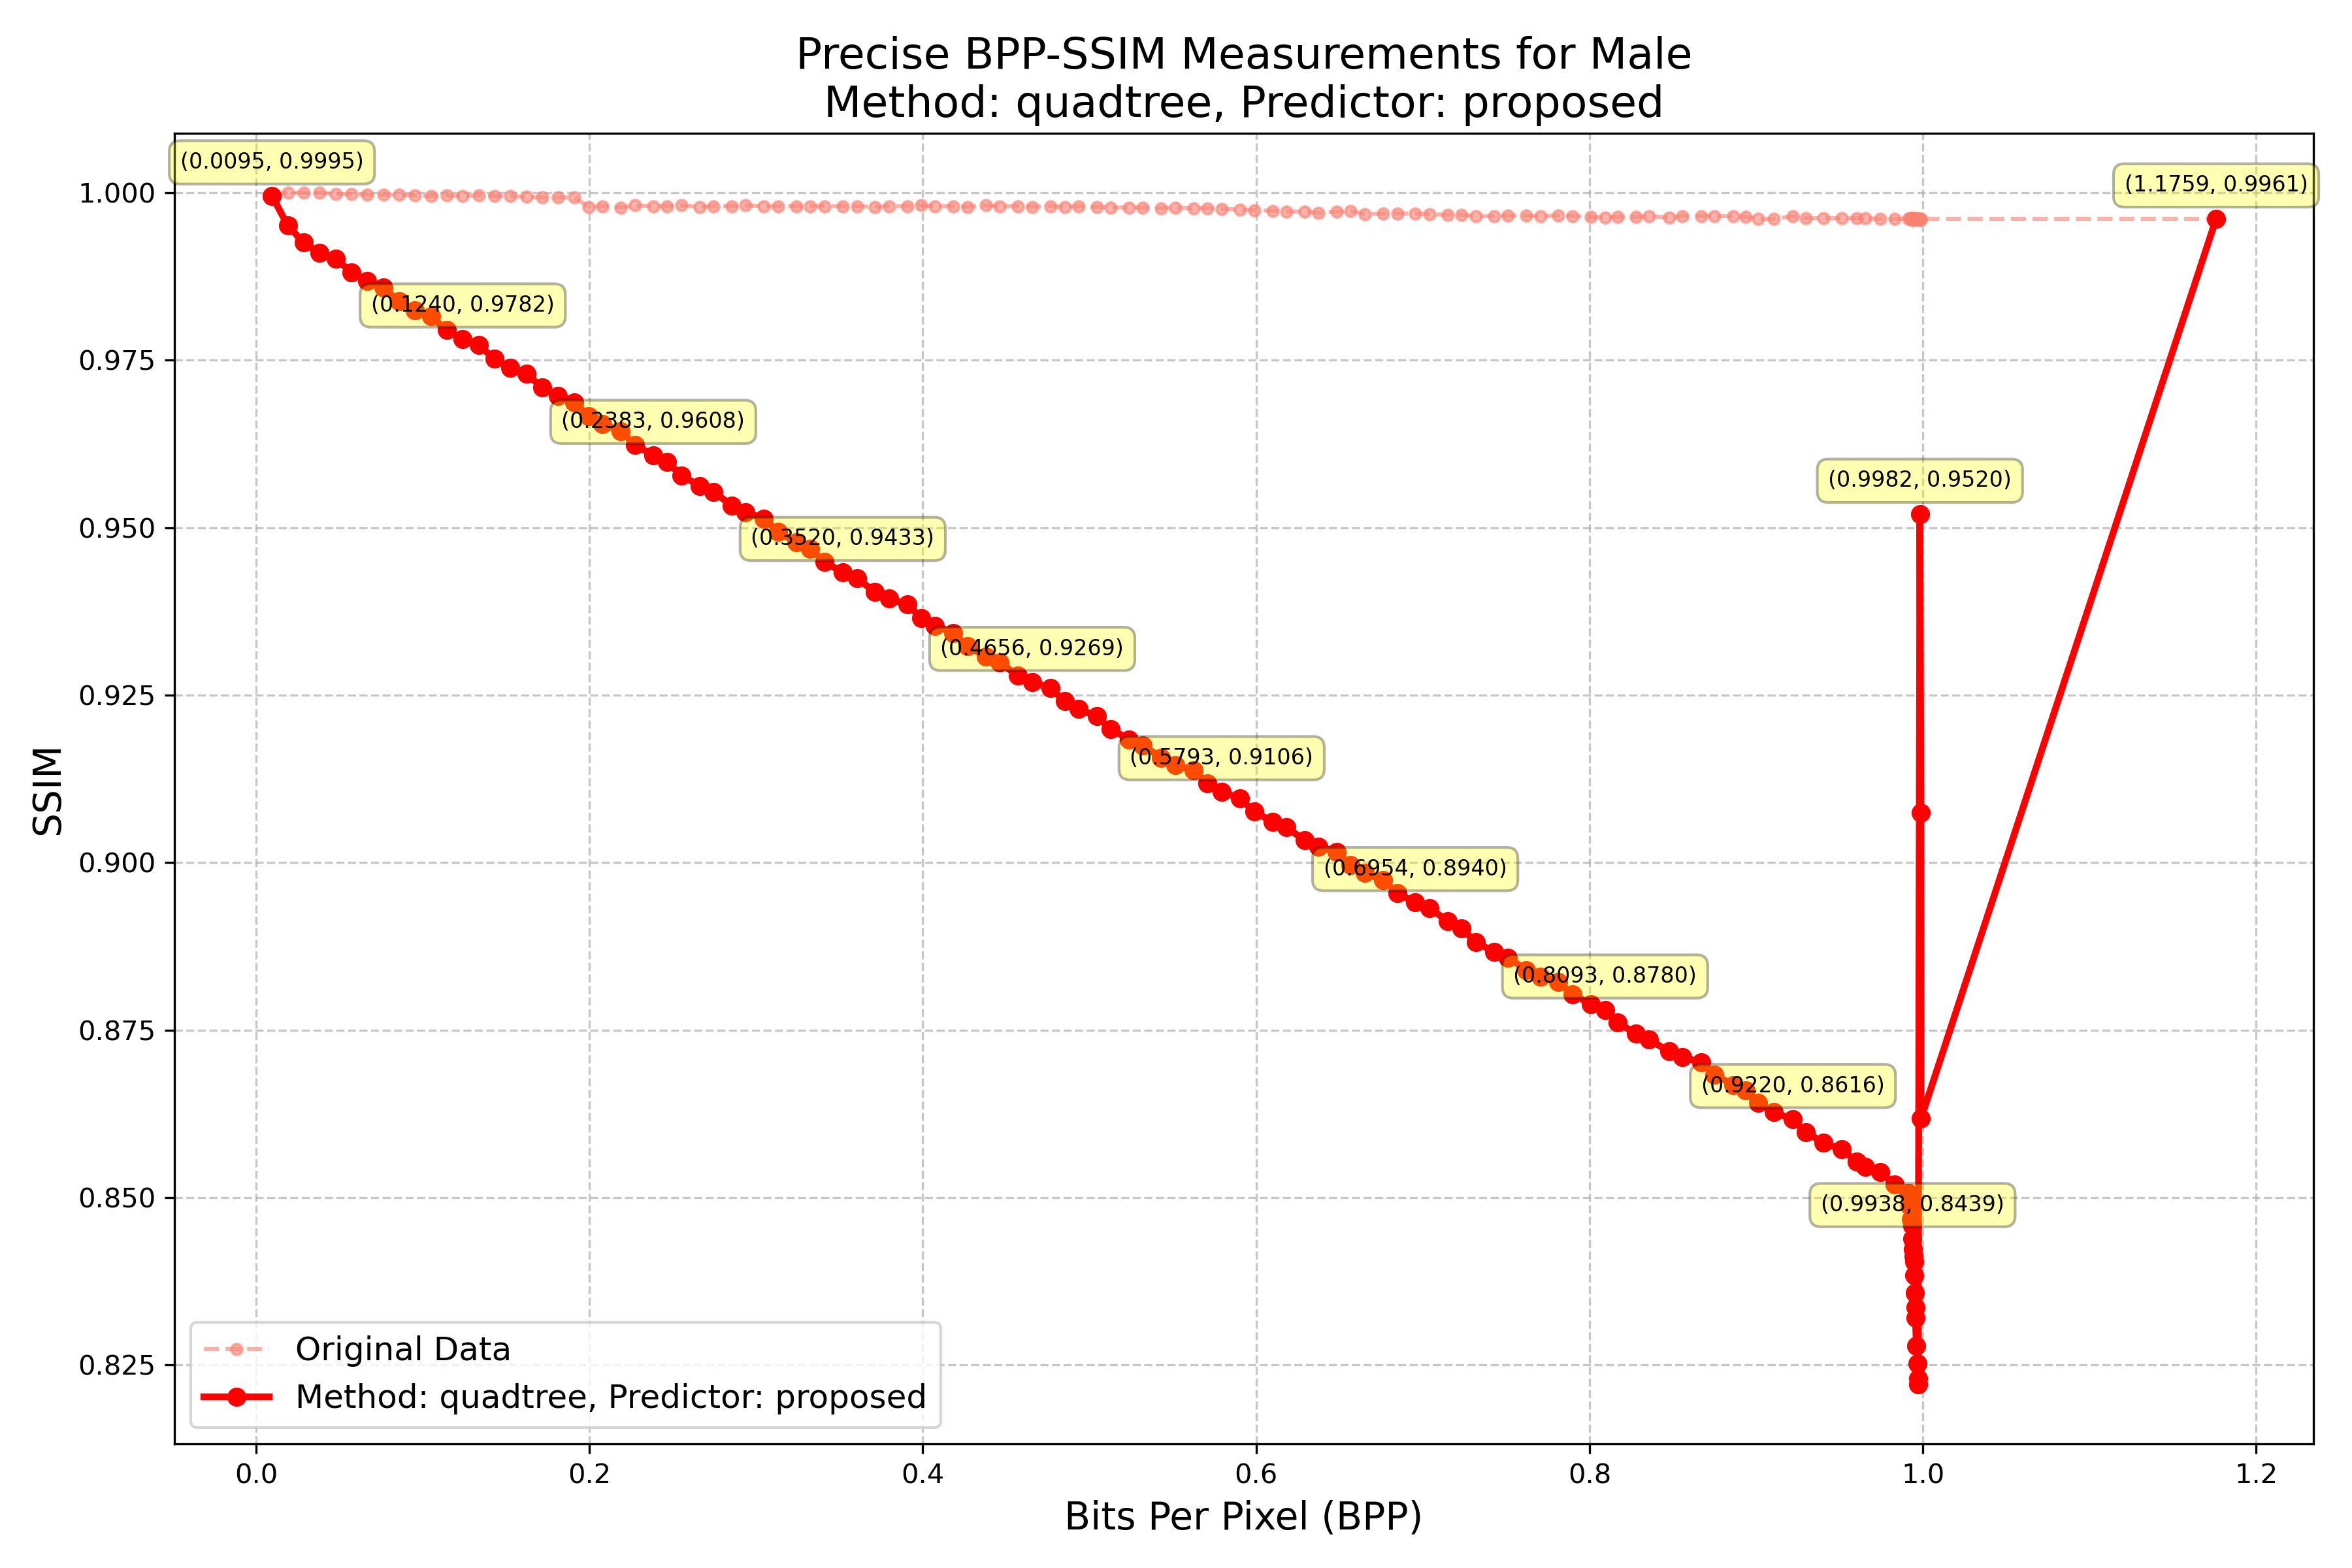 Precise BPP-SSIM Measurements for Male
Method: quadtree, Predictor: proposed
(0.0095, 0.9995)
(1.1759, 0.9961)
1.000
(0.1240, 0.9782)
0.975
(0.2383, 0.9608)
(0.9982, 0.9520)
0.950
(0.3520, 0.9433)
(0.4656, 0.9269)
0.925
(0.5793, 0.9106)
SSIM
0.900
(0.6954, 0.8940)
(0.8093, 0.8780)
0.875
(0.9220, 0.8616)
0.850
(0.9938, 0.8439)
0.825
Original Data
Method: quadtree, Predictor: proposed
0.0 0.2 0.4 0.6 0.8 1.0 1.2
Bits Per Pixel (BPP)